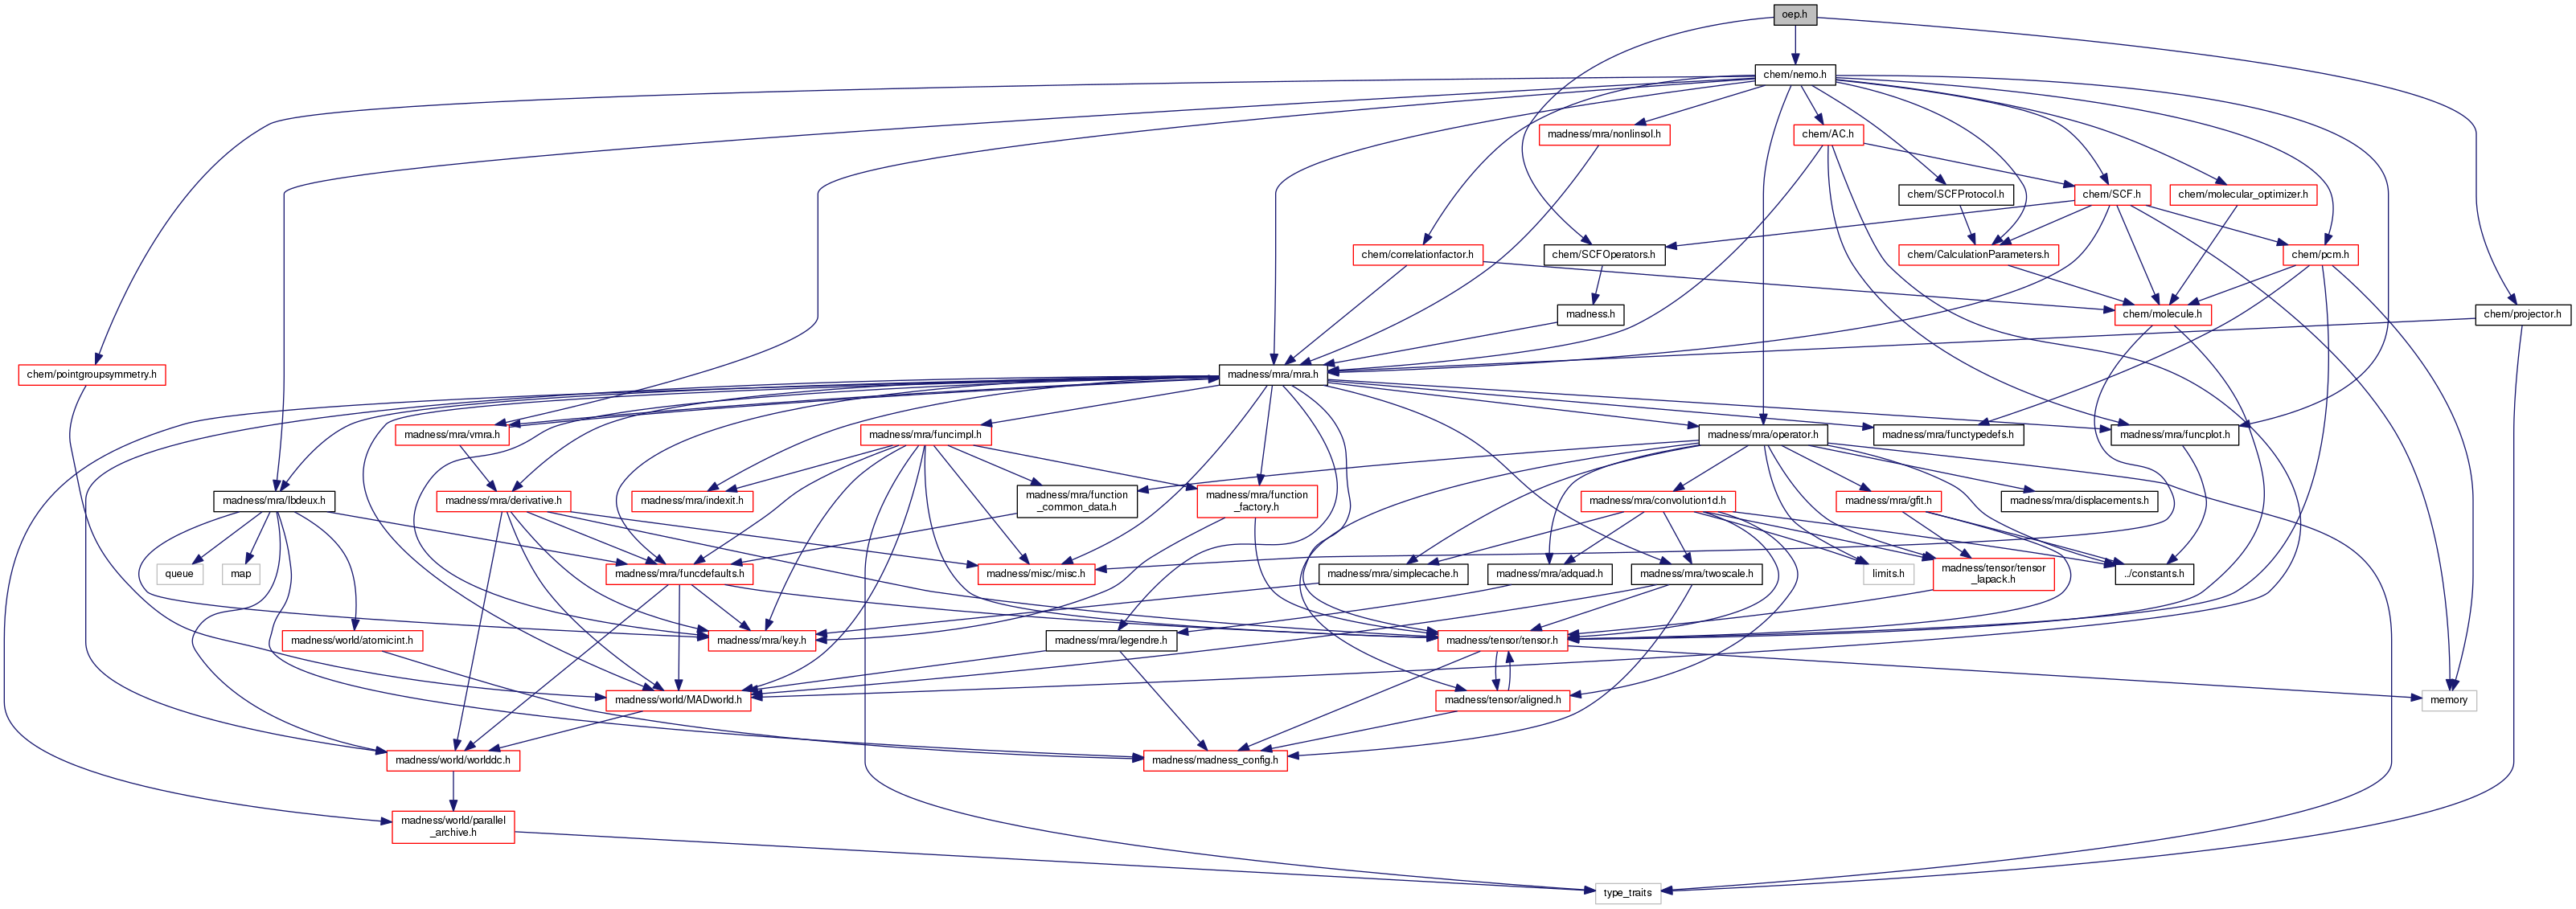 oep.h
chem/nemo.h
madness/mra/nonlinsol.h
chem/AC.h
chem/SCFProtocol.h
chem/SCF.h
chem/molecular_optimizer.h
chem/correlationfactor.h
chem/SCFOperators.h
chem/CalculationParameters.h
chem/pcm.h
madness.h
chem/molecule.h
chem/projector.h
chem/pointgroupsymmetry.h
madness/mra/mra.h
madness/mra/vmra.h
madness/mra/funcimpl.h
madness/mra/operator.h
madness/mra/functypedefs.h
madness/mra/funcplot.h
madness/mra/lbdeux.h
madness/mra/derivative.h
madness/mra/indexit.h
madness/mra/function
_common_data.h
madness/mra/function
_factory.h
madness/mra/convolution1d.h
madness/mra/gfit.h
madness/mra/displacements.h
queue
map
madness/mra/funcdefaults.h
madness/misc/misc.h
madness/mra/simplecache.h
madness/mra/adquad.h
madness/mra/twoscale.h
limits.h
madness/tensor/tensor
_lapack.h
../constants.h
madness/world/atomicint.h
madness/mra/key.h
madness/mra/legendre.h
madness/tensor/tensor.h
madness/world/MADworld.h
madness/tensor/aligned.h
memory
madness/world/worlddc.h
madness/madness_config.h
madness/world/parallel
_archive.h
type_traits